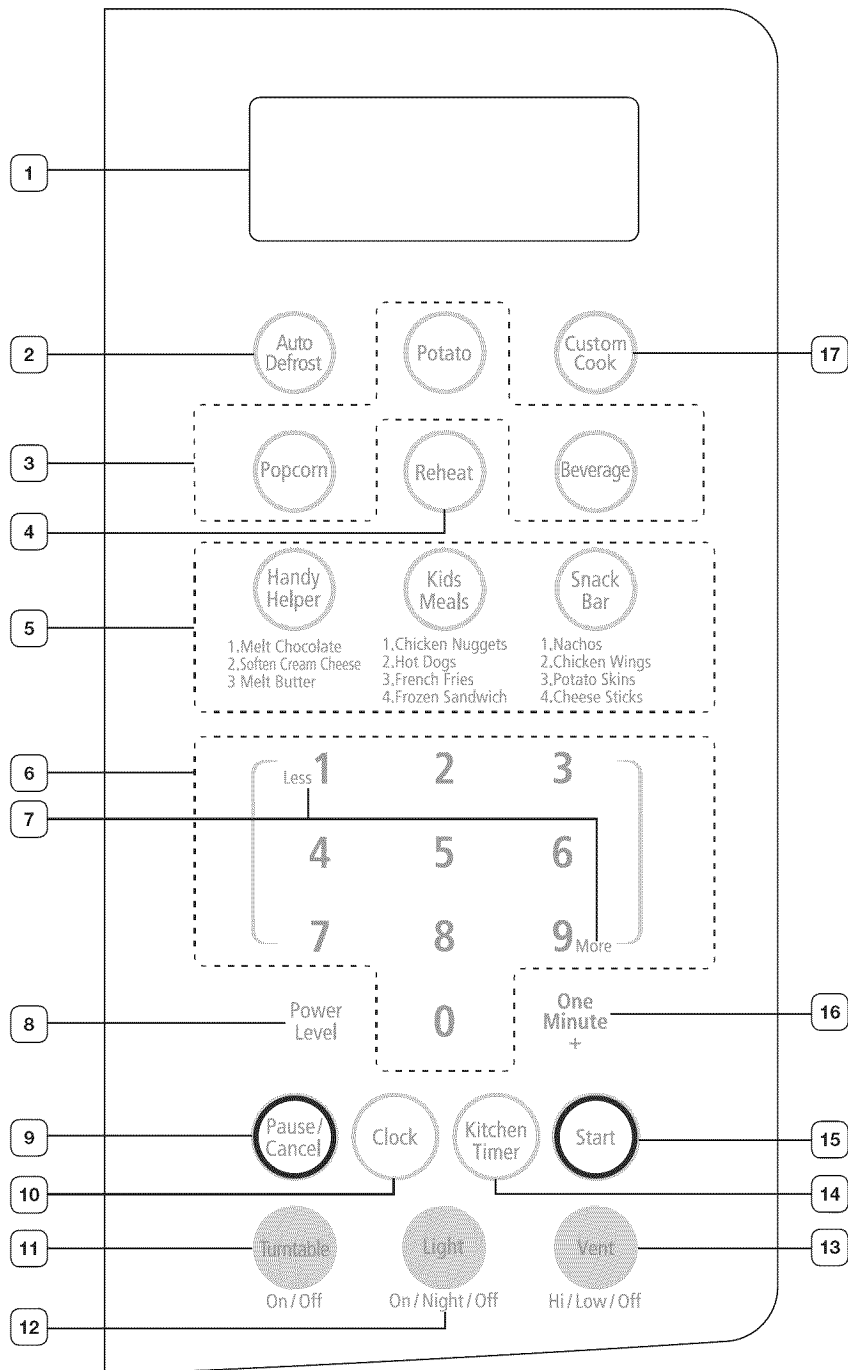 1
2
Auto
Defrost
Potato
Custom
Cook
17
3
Popcorn
Reheat
Beverage
4
5
Handy
Helper
1.Melt Chocolate
2.Soften Cream Cheese
3 Melt Butter
Kids
Meals
1.Chicken Nuggets
2.Hot Dogs
3.French Fries
4.Frozen Sandwich
Snack
Bar
1.Nachos
2.Chicken Wings
3.Potato Skins
4.Cheese Sticks
6
Less 1 2 3
7
4 5 6
7 8 9 More
8
Power
Level
0
One
Minute
+
16
9
Pause/
Cancel
Clock
Kitchen
Timer
Start
15
10
14
11
Turntable
On / Off
Light
On / Night / Off
Vent
Hi / Low / Off
13
12